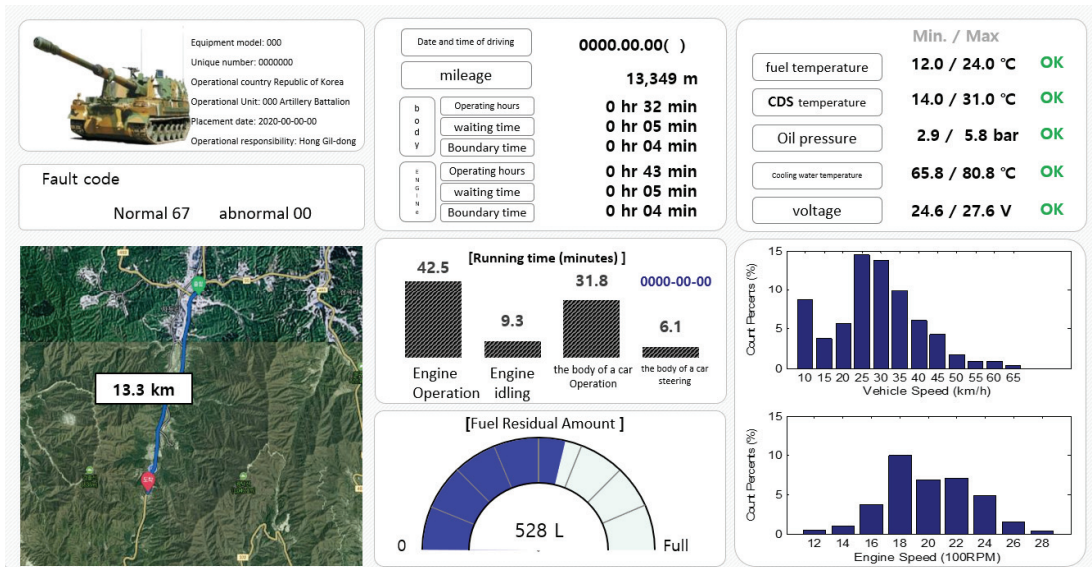 Equipment model: 000
Unique number: 0000000
Operational country Republic of Korea
Operational Unit: 000 Artillery Battalion
Placement date: 2020-00-00-00
Operational responsibility: Hong Gil-dong
Fault code
Normal 67 abnormal 00
13.3 km
Date and time of driving 0000.00.00( )
mileage 13,349 m
body
Operating hours 0 hr 32 min
waiting time 0 hr 05 min
Boundary time 0 hr 04 min
ENGINe
Operating hours 0 hr 43 min
waiting time 0 hr 05 min
Boundary time 0 hr 04 min
Min. / Max
fuel temperature 12.0 / 24.0 ℃ OK
CDS temperature 14.0 / 31.0 ℃ OK
Oil pressure 2.9 / 5.8 bar OK
Cooling water temperature 65.8 / 80.8 ℃ OK
voltage 24.6 / 27.6 V OK
[Running time (minutes) ]
0000-00-00
42.5 9.3 31.8 6.1
Engine Operation
Engine idling
the body of a car Operation
the body of a car steering
[Fuel Residual Amount ]
528 L
0 Full
15
10
5
0
Count Percents (%)
10 15 20 25 30 35 40 45 50 55 60 65
Vehicle Speed (km/h)
15
10
5
0
Count Percents (%)
12 14 16 18 20 22 24 26 28
Engine Speed (100RPM)